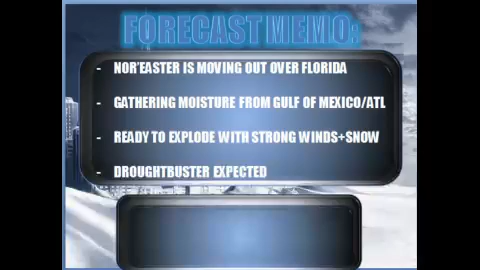 FORECAST MEMO:
- NOR'EASTER IS MOVING OUT OVER FLORIDA
- GATHERING MOISTURE FROM GULF OF MEXICO/ATL
- READY TO EXPLODE WITH STRONG WINDS+SNOW
- DROUGHTBUSTER EXPECTED